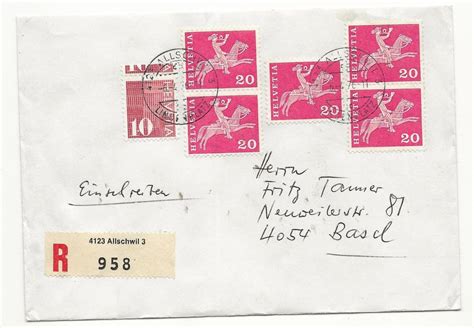 HELVETIA 20
HELVETIA 20
HELVETIA 20
HELVETIA 20
HELVETIA 20
HELVETIA
10
Einschreiben
Herrn
Fritz Tanner
Neuweilerstr. 81
4054 Basel
4123 Allschwil 3
R 958